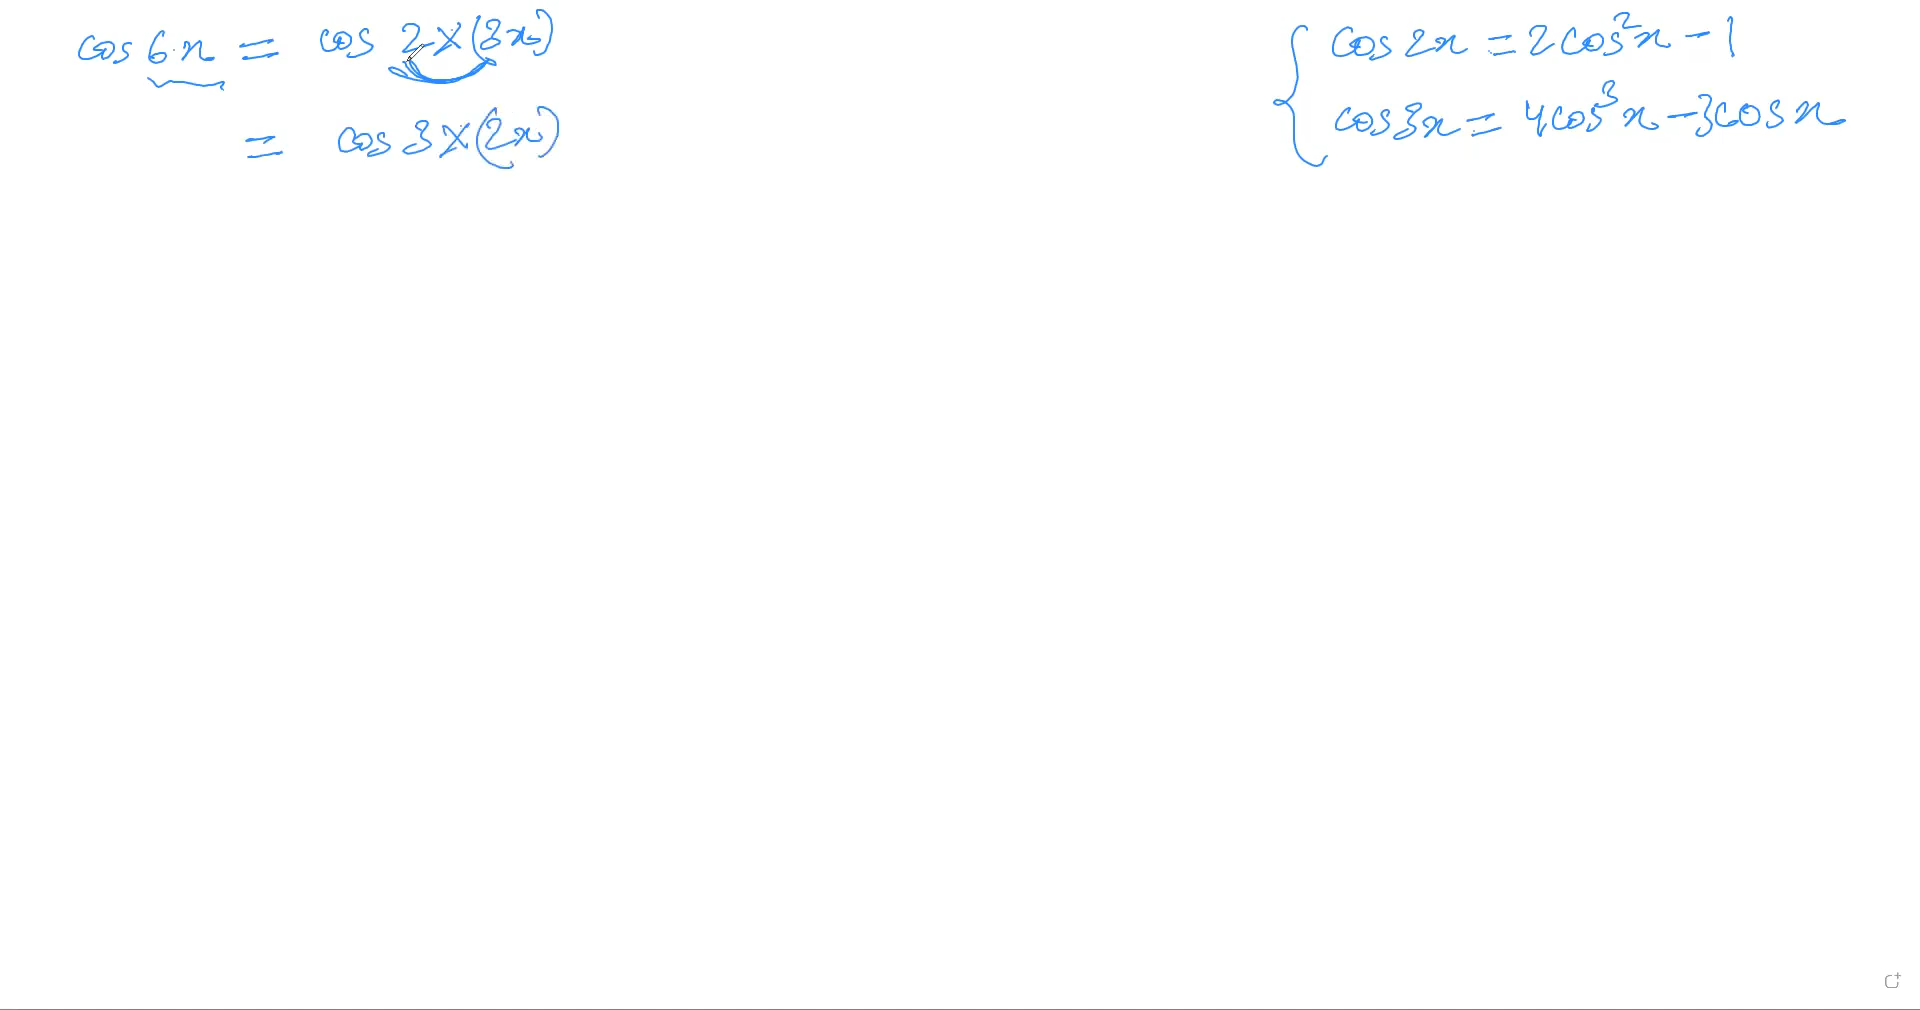 cos 6x = cos 2×(3x)
= cos 3×(2x)
cos 2x = 2cos²x - 1
cos 3x = 4cos³x - 3cos x